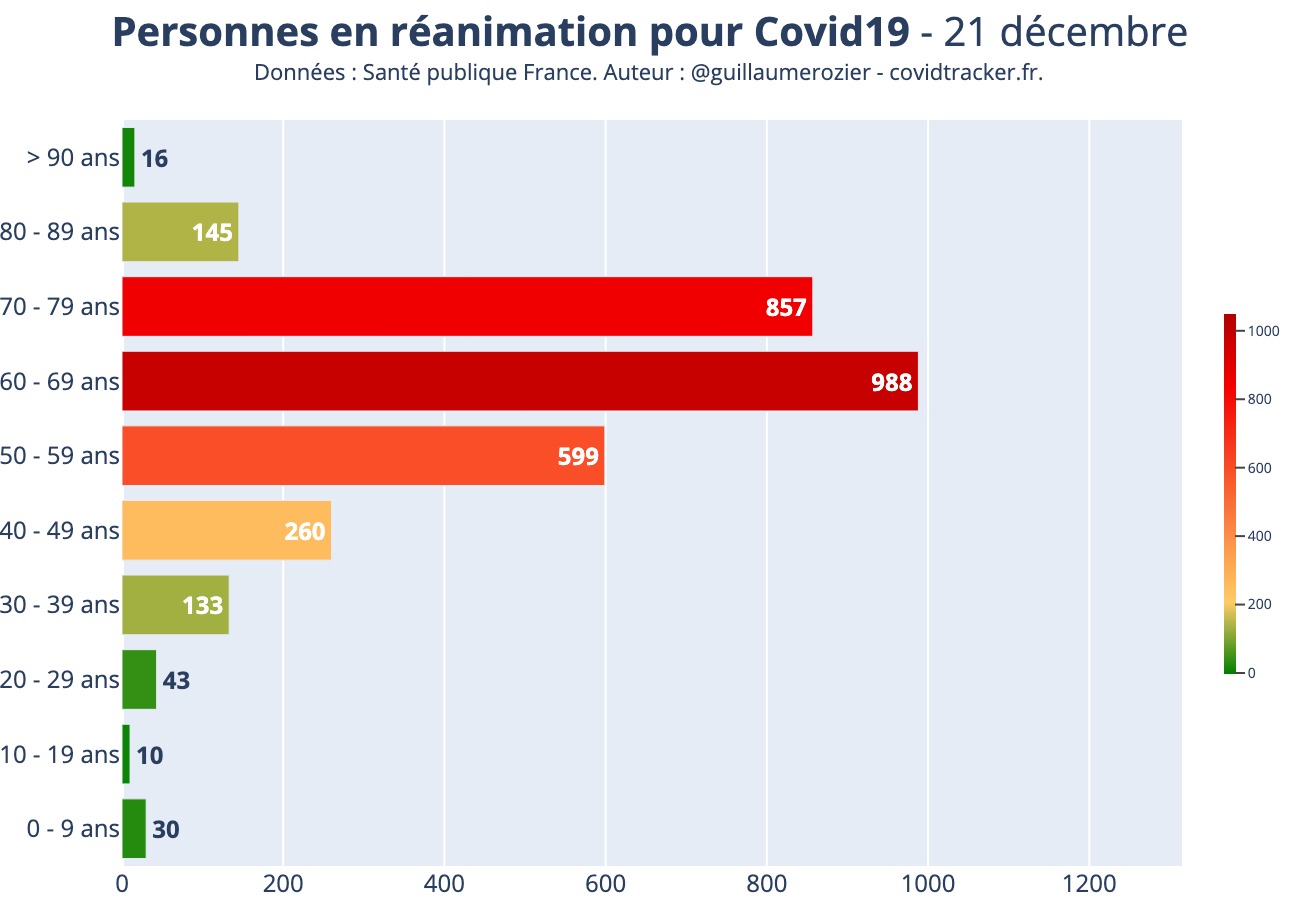 Personnes en réanimation pour Covid19 - 21 décembre
Données : Santé publique France. Auteur : @guillaumerozier - covidtracker.fr.
> 90 ans 16
80 - 89 ans 145
70 - 79 ans 857
60 - 69 ans 988
50 - 59 ans 599
40 - 49 ans 260
30 - 39 ans 133
20 - 29 ans 43
10 - 19 ans 10
0 - 9 ans 30
0 200 400 600 800 1000 1200
1000
800
600
400
200
0